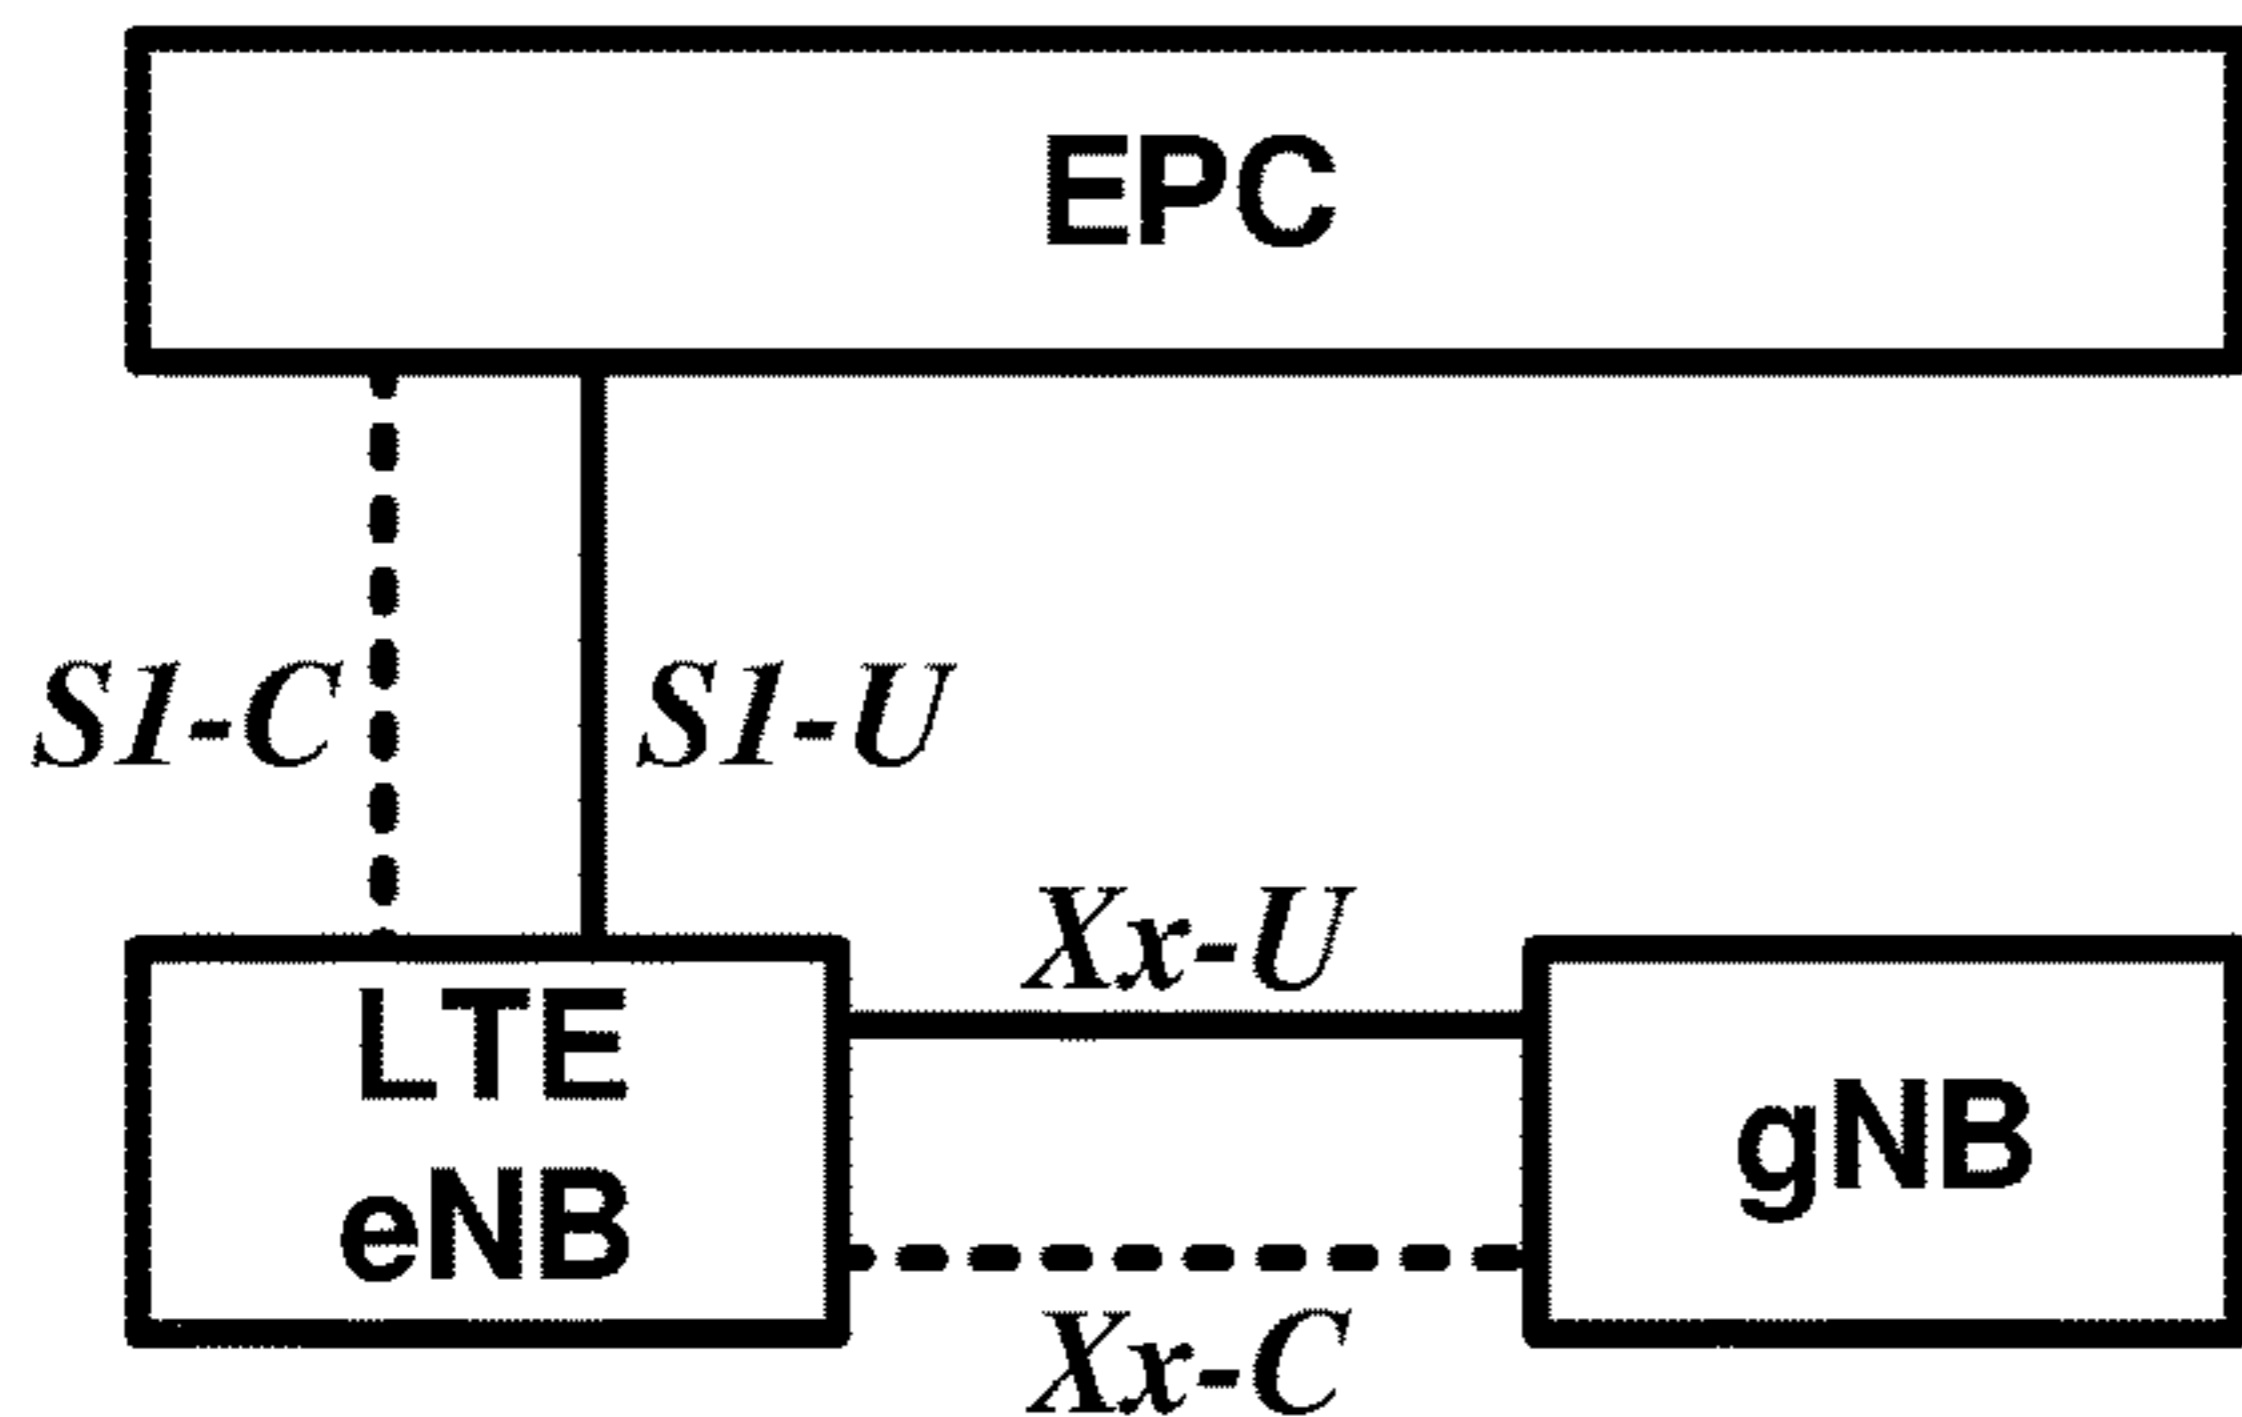 EPC
S1-C
S1-U
Xx-U
LTE
eNB
gNB
Xx-C